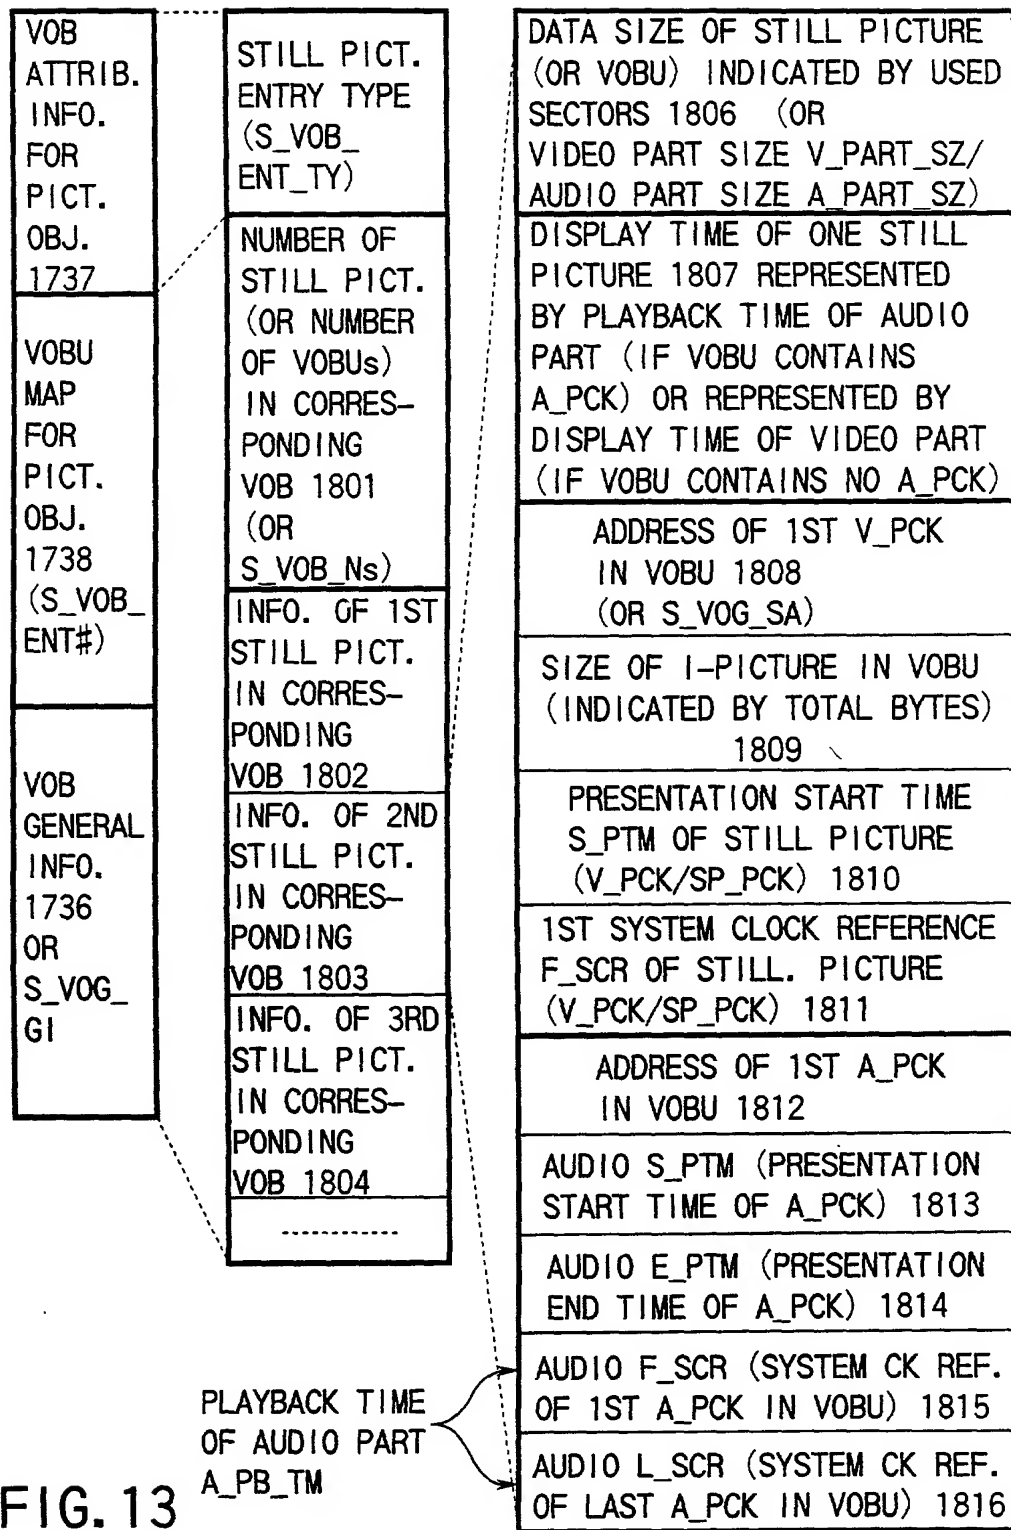 VOB
ATTRIB.
INFO.
FOR
PICT.
OBJ.
1737
VOBU
MAP
FOR
PICT.
OBJ.
1738
(S_VOB_
ENT#)
VOB
GENERAL
INFO.
1736
OR
S_VOG_
GI
STILL PICT.
ENTRY TYPE
(S_VOB_
ENT_TY)
NUMBER OF
STILL PICT.
(OR NUMBER
OF VOBUs)
IN CORRES-
PONDING
VOB 1801
(OR
S_VOB_Ns)
INFO. OF 1ST
STILL PICT.
IN CORRES-
PONDING
VOB 1802
INFO. OF 2ND
STILL PICT.
IN CORRES-
PONDING
VOB 1803
INFO. OF 3RD
STILL PICT.
IN CORRES-
PONDING
VOB 1804
DATA SIZE OF STILL PICTURE
(OR VOBU) INDICATED BY USED
SECTORS 1806 (OR
VIDEO PART SIZE V_PART_SZ/
AUDIO PART SIZE A_PART_SZ)
DISPLAY TIME OF ONE STILL
PICTURE 1807 REPRESENTED
BY PLAYBACK TIME OF AUDIO
PART (IF VOBU CONTAINS
A_PCK) OR REPRESENTED BY
DISPLAY TIME OF VIDEO PART
(IF VOBU CONTAINS NO A_PCK)
ADDRESS OF 1ST V_PCK
IN VOBU 1808
(OR S_VOG_SA)
SIZE OF I-PICTURE IN VOBU
(INDICATED BY TOTAL BYTES)
1809
PRESENTATION START TIME
S_PTM OF STILL PICTURE
(V_PCK/SP_PCK) 1810
1ST SYSTEM CLOCK REFERENCE
F_SCR OF STILL. PICTURE
(V_PCK/SP_PCK) 1811
ADDRESS OF 1ST A_PCK
IN VOBU 1812
AUDIO S_PTM (PRESENTATION
START TIME OF A_PCK) 1813
AUDIO E_PTM (PRESENTATION
END TIME OF A_PCK) 1814
AUDIO F_SCR (SYSTEM CK REF.
OF 1ST A_PCK IN VOBU) 1815
AUDIO L_SCR (SYSTEM CK REF.
OF LAST A_PCK IN VOBU) 1816
PLAYBACK TIME
OF AUDIO PART
A_PB_TM
FIG. 13